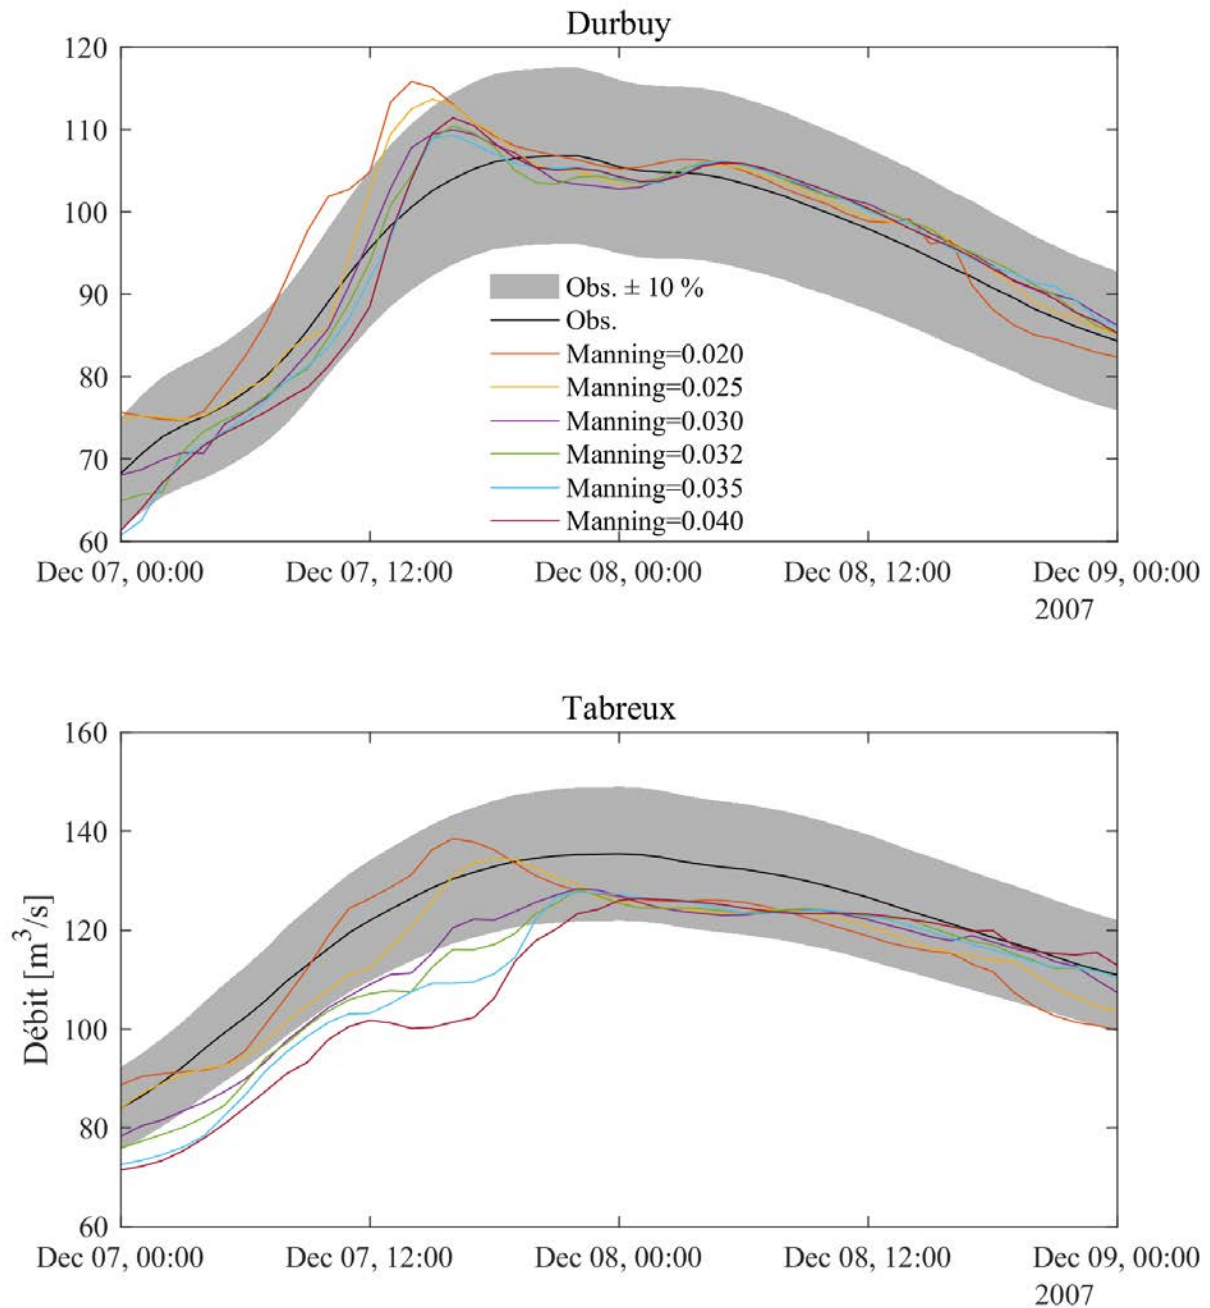 Durbuy
120
110
100
90
80
70
60
Obs. ± 10 %
Obs.
Manning=0.020
Manning=0.025
Manning=0.030
Manning=0.032
Manning=0.035
Manning=0.040
Dec 07, 00:00 Dec 07, 12:00 Dec 08, 00:00 Dec 08, 12:00 Dec 09, 00:00
2007
Tabreux
Débit [m³/s]
160
140
120
100
80
60
Dec 07, 00:00 Dec 07, 12:00 Dec 08, 00:00 Dec 08, 12:00 Dec 09, 00:00
2007